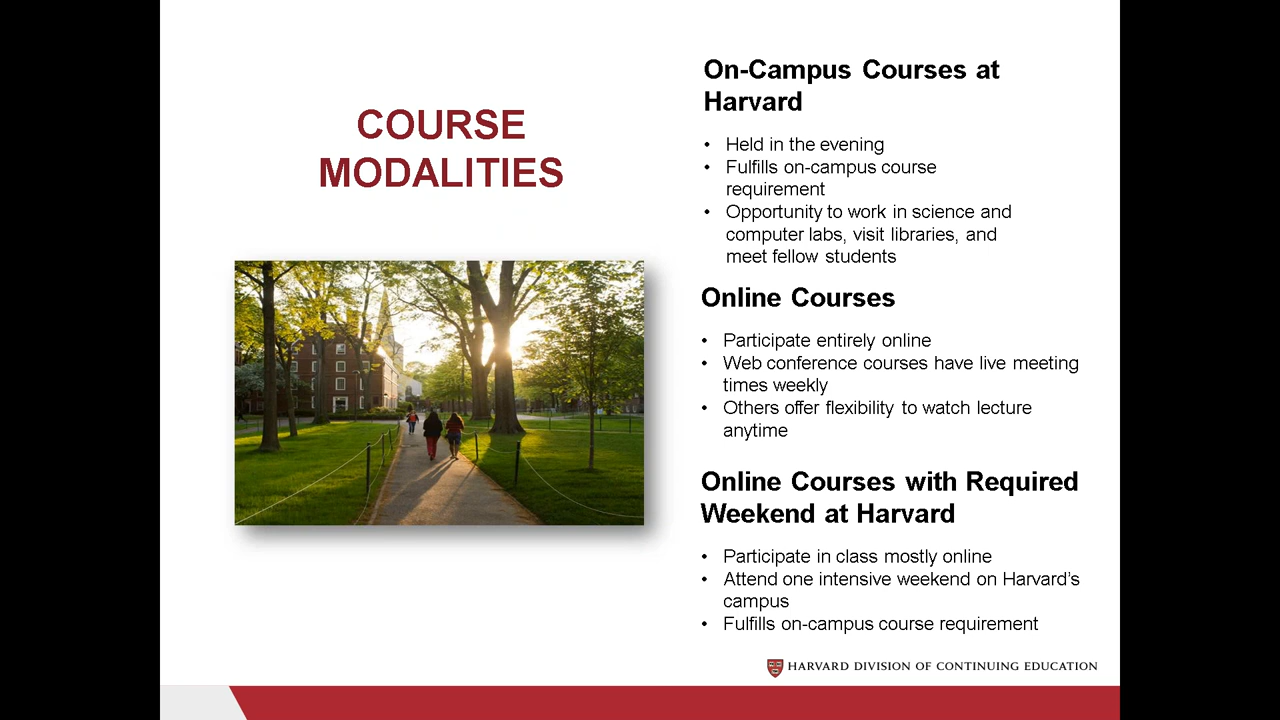 COURSE
MODALITIES
On-Campus Courses at
Harvard
• Held in the evening
• Fulfills on-campus course
requirement
• Opportunity to work in science and
computer labs, visit libraries, and
meet fellow students
Online Courses
• Participate entirely online
• Web conference courses have live meeting
times weekly
• Others offer flexibility to watch lecture
anytime
Online Courses with Required
Weekend at Harvard
• Participate in class mostly online
• Attend one intensive weekend on Harvard's
campus
• Fulfills on-campus course requirement
HARVARD DIVISION OF CONTINUING EDUCATION